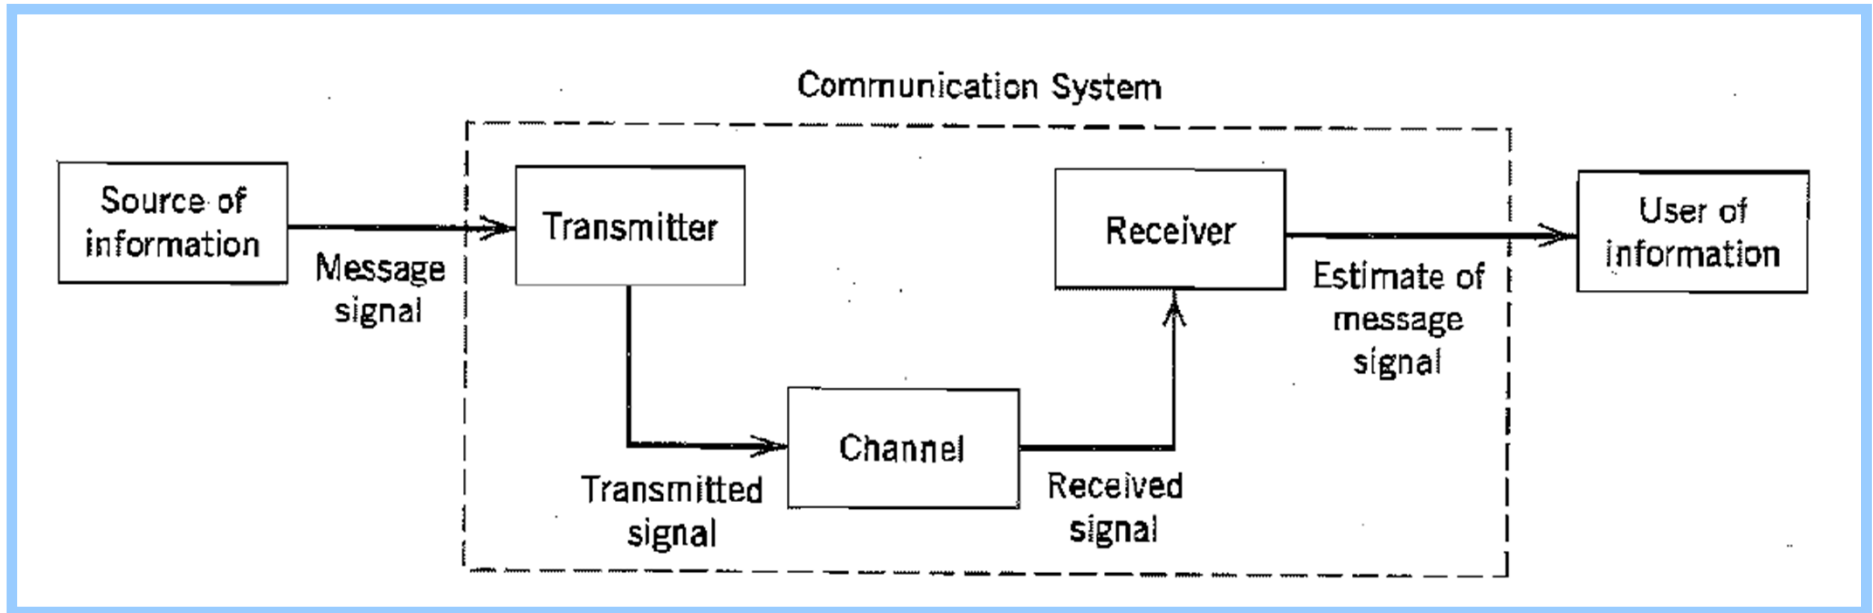 Communication System
Source of
information
Message
signal
Transmitter
Transmitted
signal
Channel
Received
signal
Receiver
Estimate of
message
signal
User of
information